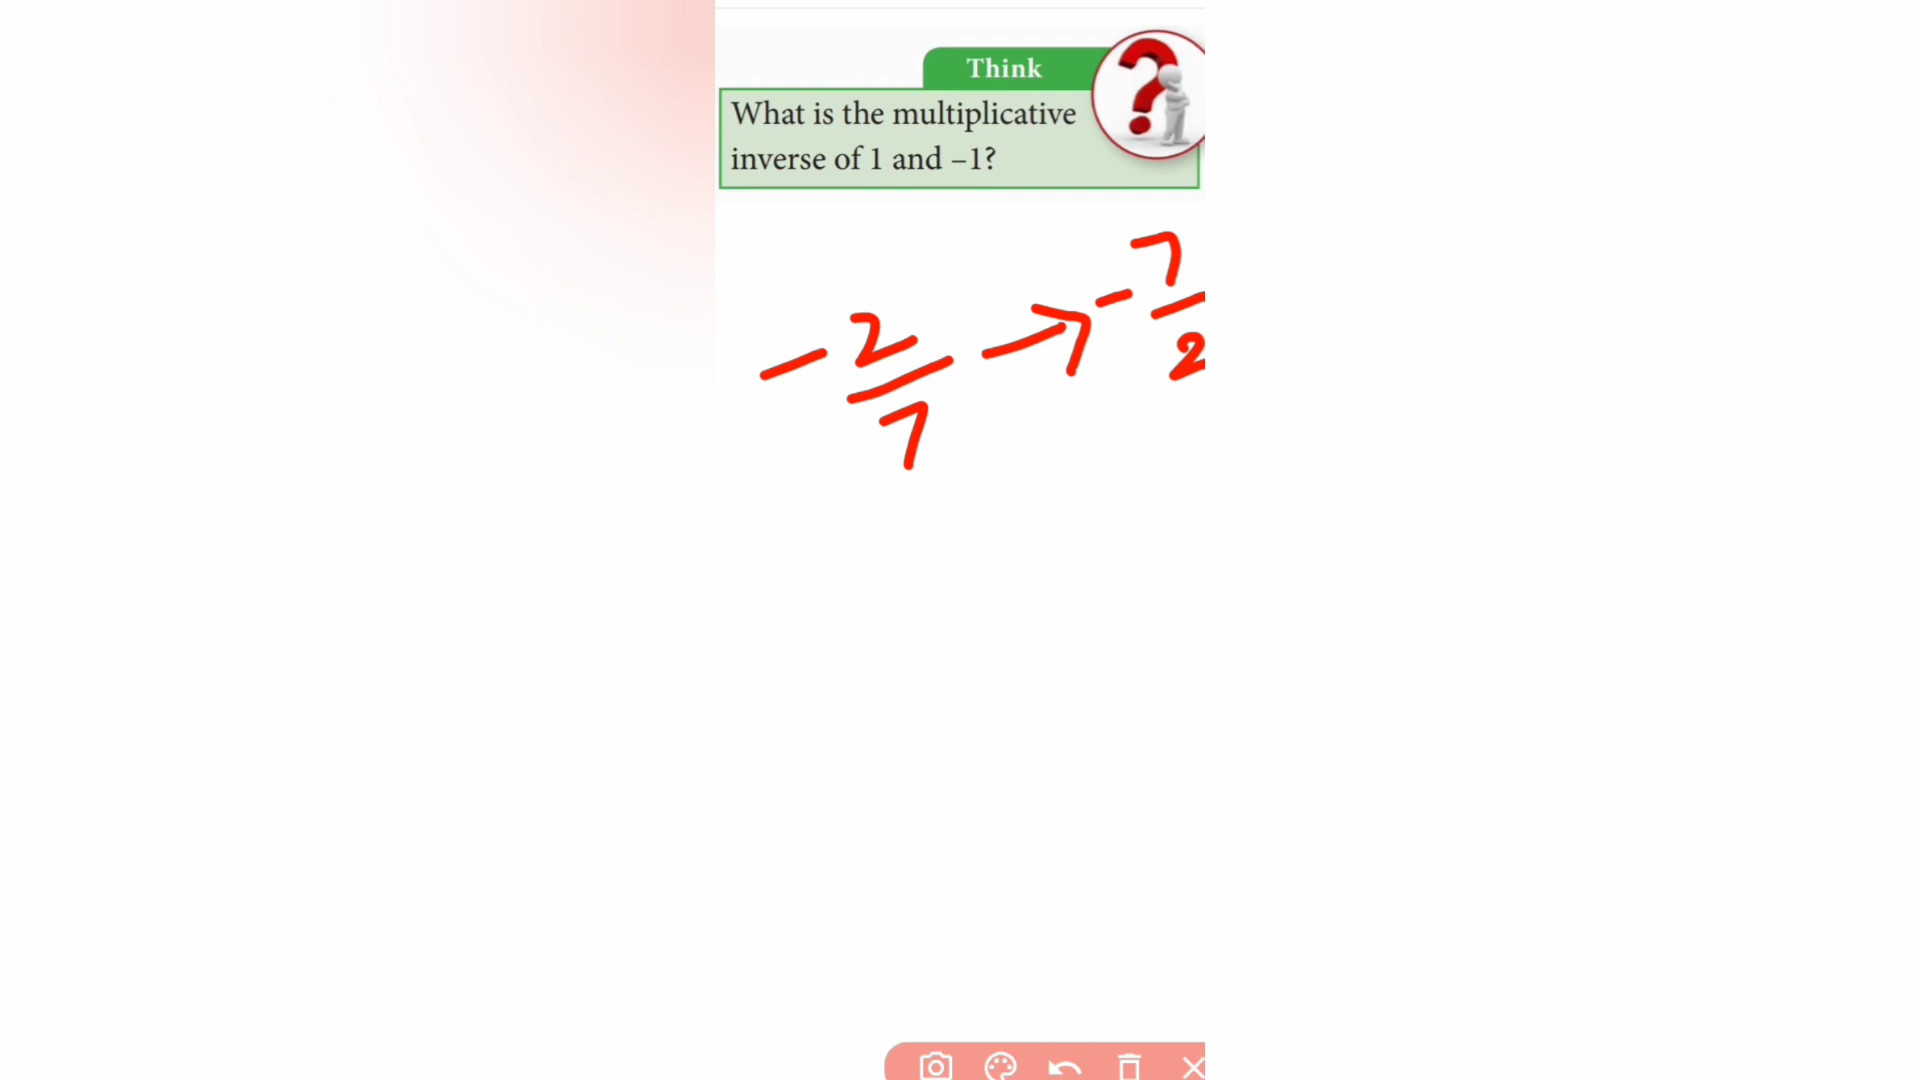 Think
What is the multiplicative
inverse of 1 and –1?
- 2/7 → - 7/2